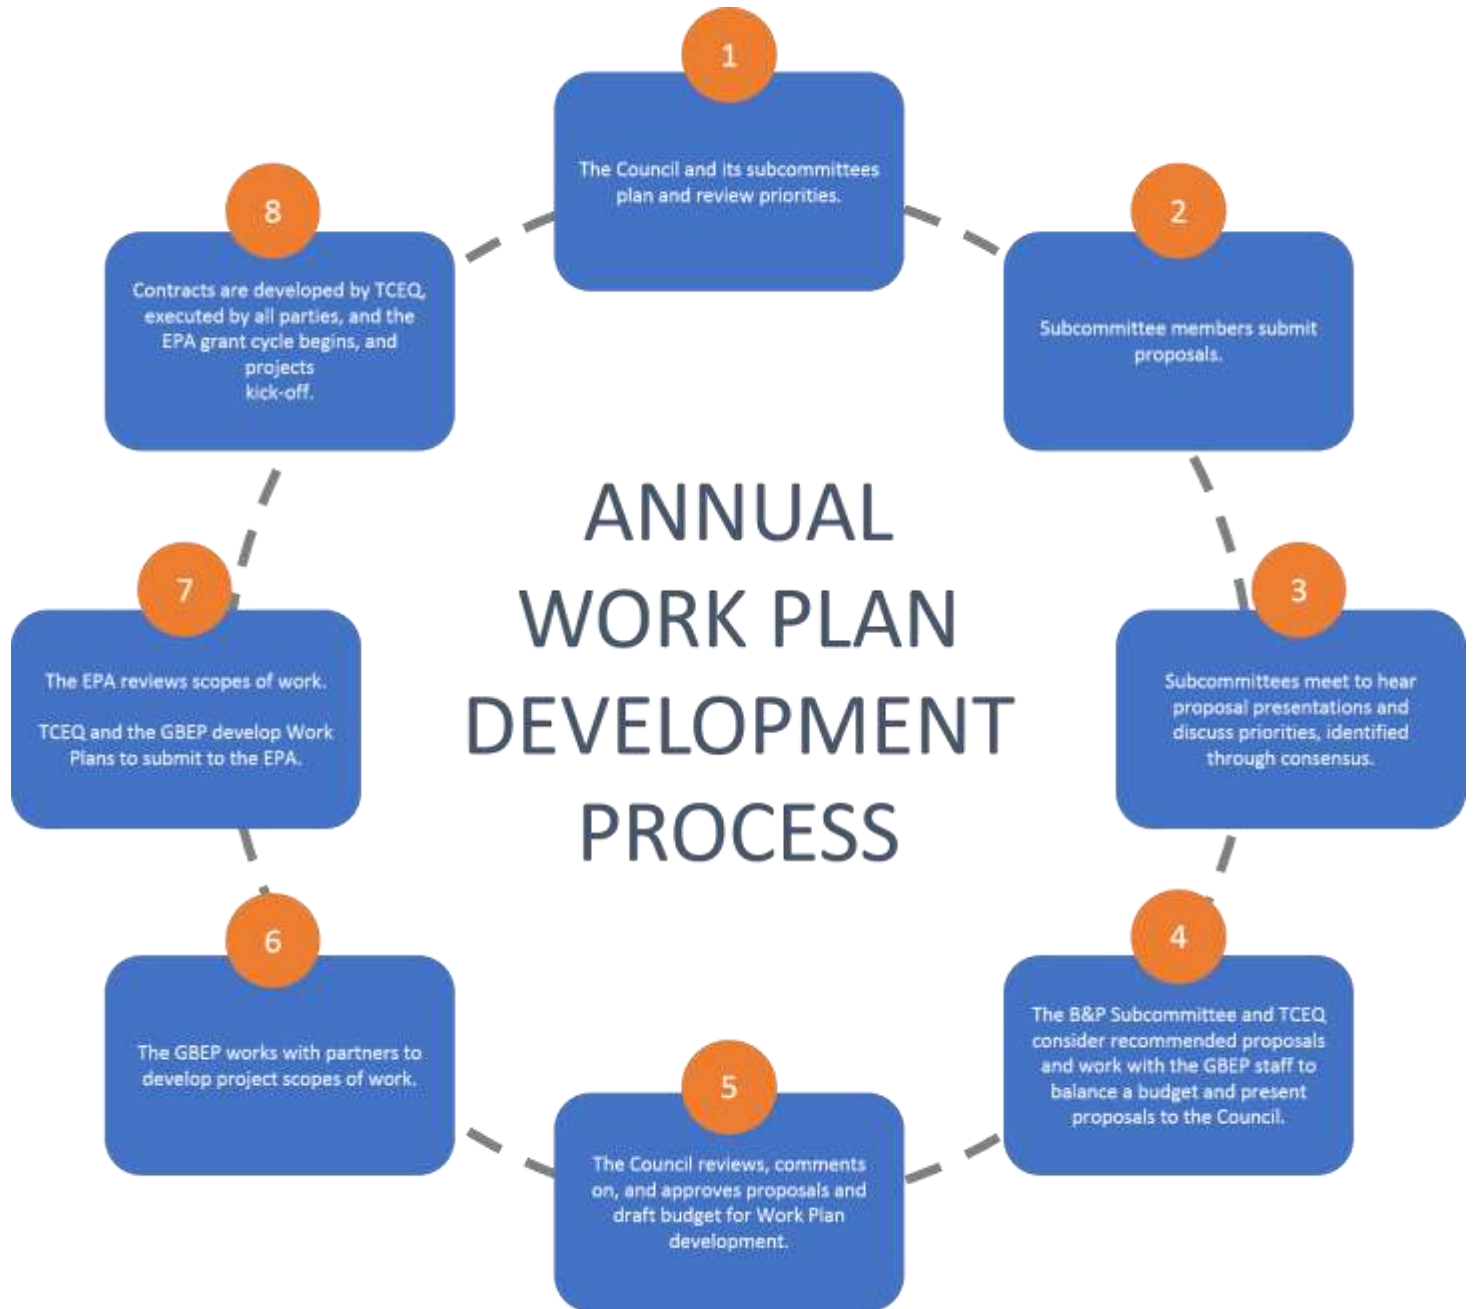 1
The Council and its subcommittees
plan and review priorities.
2
Subcommittee members submit
proposals.
3
Subcommittees meet to hear
proposal presentations and
discuss priorities, identified
through consensus.
4
The B&P Subcommittee and TCEQ
consider recommended proposals
and work with the GBEP staff to
balance a budget and present
proposals to the Council.
5
The Council reviews, comments
on, and approves proposals and
draft budget for Work Plan
development.
6
The GBEP works with partners to
develop project scopes of work.
7
The EPA reviews scopes of work.
TCEQ and the GBEP develop Work
Plans to submit to the EPA.
8
Contracts are developed by TCEQ,
executed by all parties, and the
EPA grant cycle begins, and
projects
kick-off.
ANNUAL
WORK PLAN
DEVELOPMENT
PROCESS